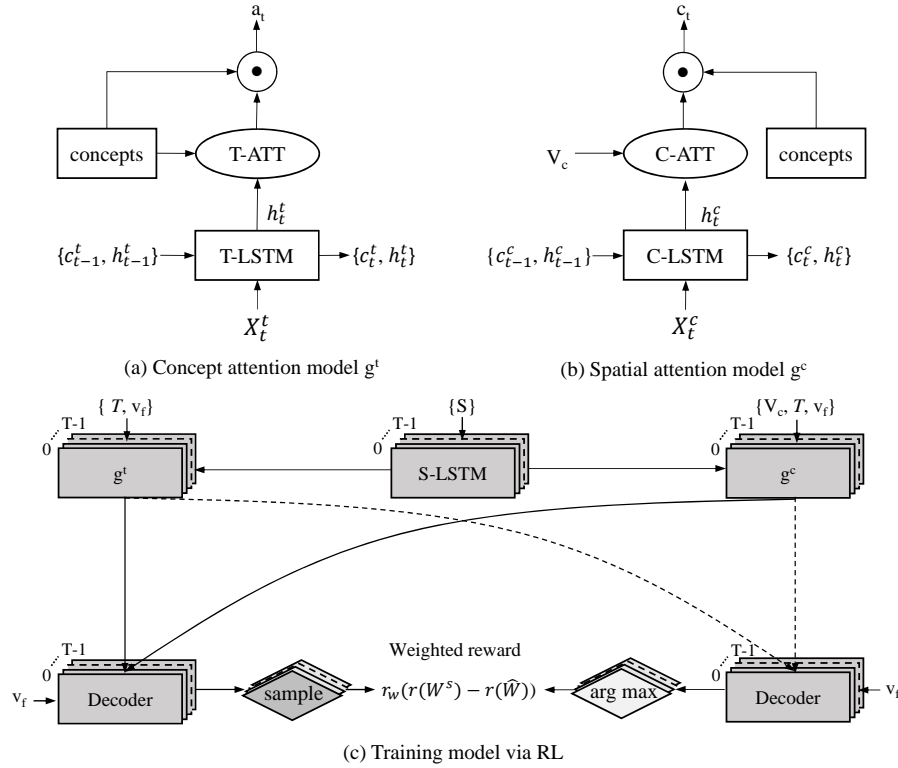 a_t
c_t
concepts
T-ATT
V_c
C-ATT
concepts
h_t^t
h_t^c
{c_{t-1}^t, h_{t-1}^t}
T-LSTM
{c_t^t, h_t^t}
{c_{t-1}^c, h_{t-1}^c}
C-LSTM
{c_t^c, h_t^c}
X_t^t
X_t^c
(a) Concept attention model g^t
(b) Spatial attention model g^c
{ T, v_f}
{S}
{V_c, T, v_f}
0 ... T-1
g^t
0 ... T-1
S-LSTM
0 ... T-1
g^c
0 ... T-1
v_f
Decoder
sample
Weighted reward
r_w(r(W^s) − r(Ŵ))
arg max
0 ... T-1
Decoder
v_f
(c) Training model via RL